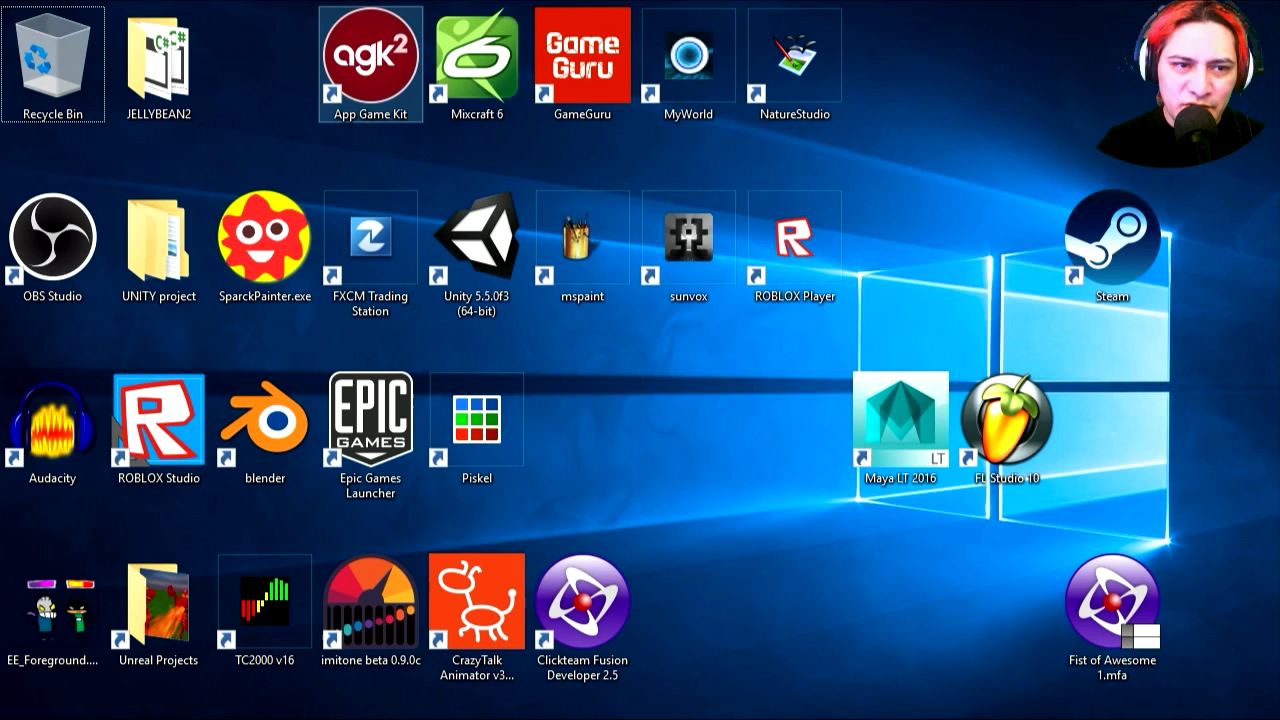 agk²
6
Game
Guru
C# C#
Recycle Bin
JELLYBEAN2
App Game Kit
Mixcraft 6
GameGuru
MyWorld
NatureStudio
R
OBS Studio
UNITY project
SparckPainter.exe
FXCM Trading
Station
Unity 5.5.0f3
(64-bit)
mspaint
sunvox
ROBLOX Player
Steam
R
EPIC
GAMES
LT
Audacity
ROBLOX Studio
blender
Epic Games
Launcher
Piskel
Maya LT 2016
FL Studio 10
EE_Foreground....
Unreal Projects
TC2000 v16
imitone beta 0.9.0c
CrazyTalk
Animator v3...
Clickteam Fusion
Developer 2.5
Fist of Awesome
1.mfa